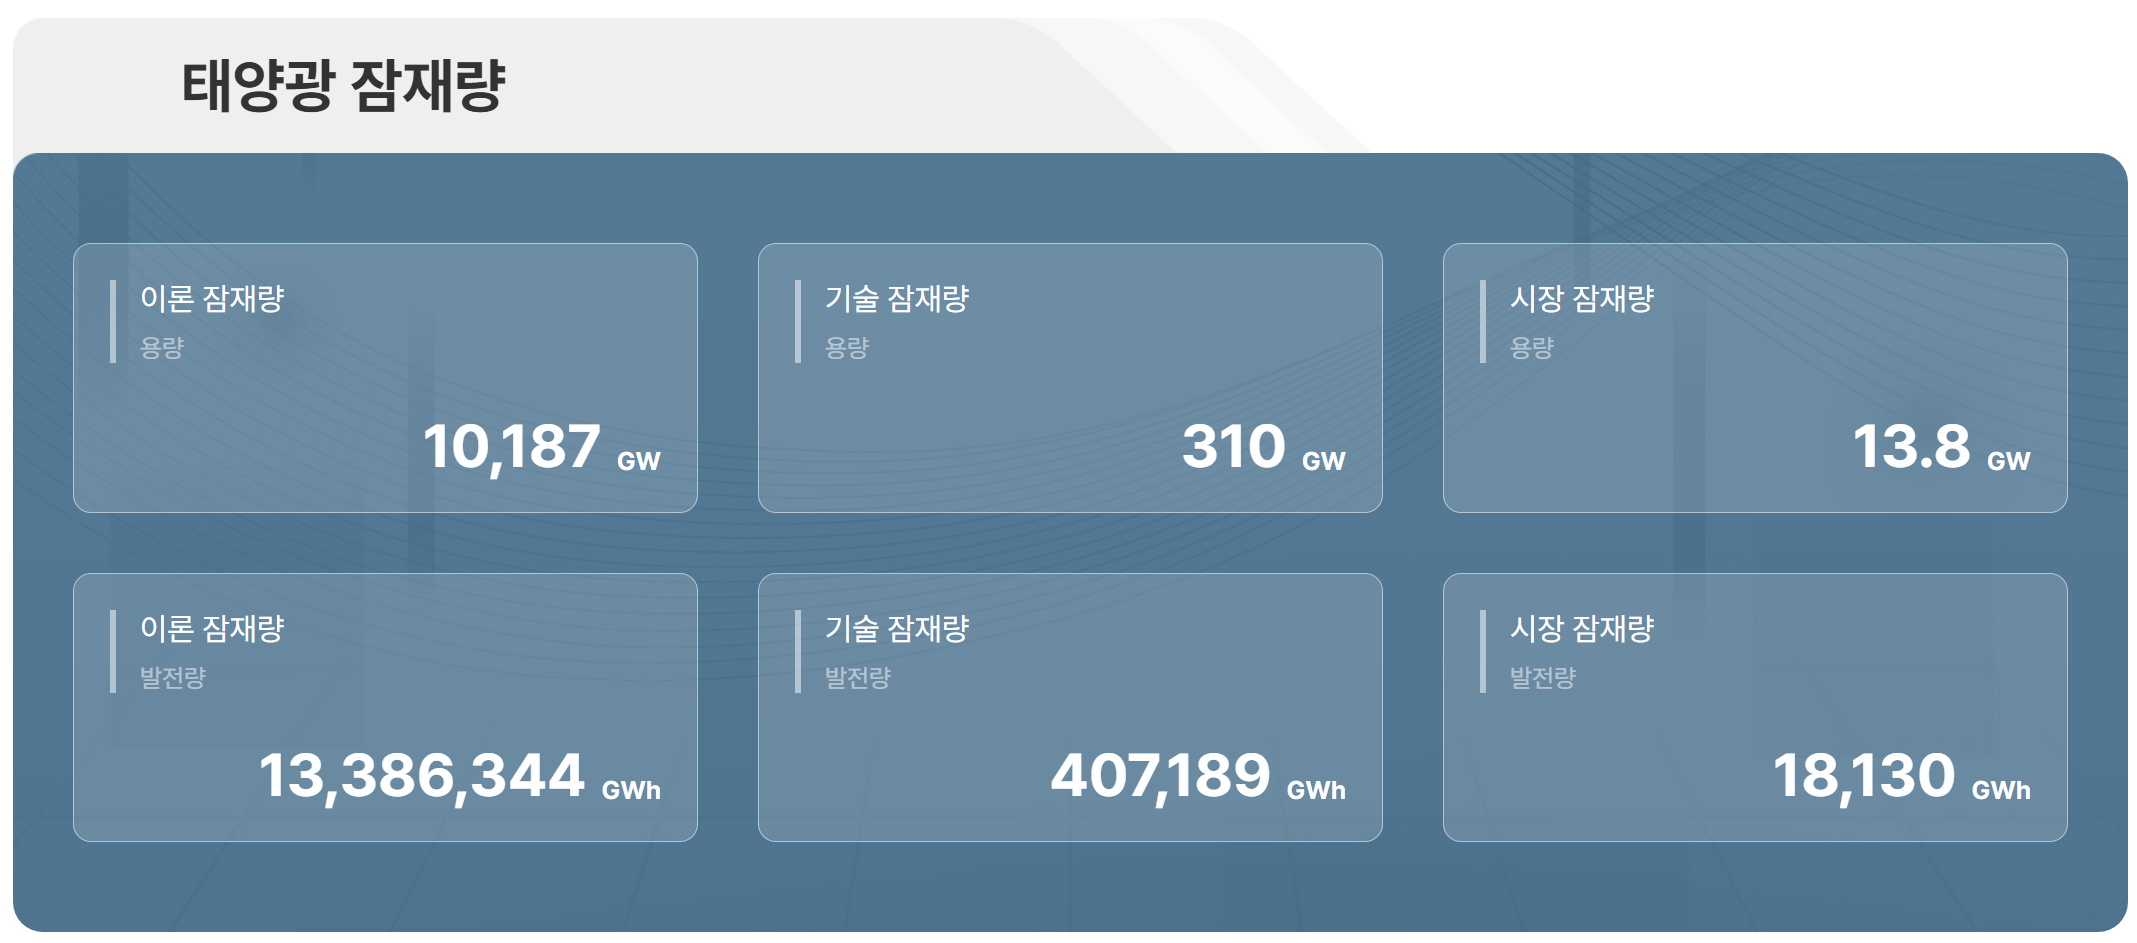 태양광 잠재량
이론 잠재량
용량
10,187 GW
기술 잠재량
용량
310 GW
시장 잠재량
용량
13.8 GW
이론 잠재량
발전량
13,386,344 GWh
기술 잠재량
발전량
407,189 GWh
시장 잠재량
발전량
18,130 GWh